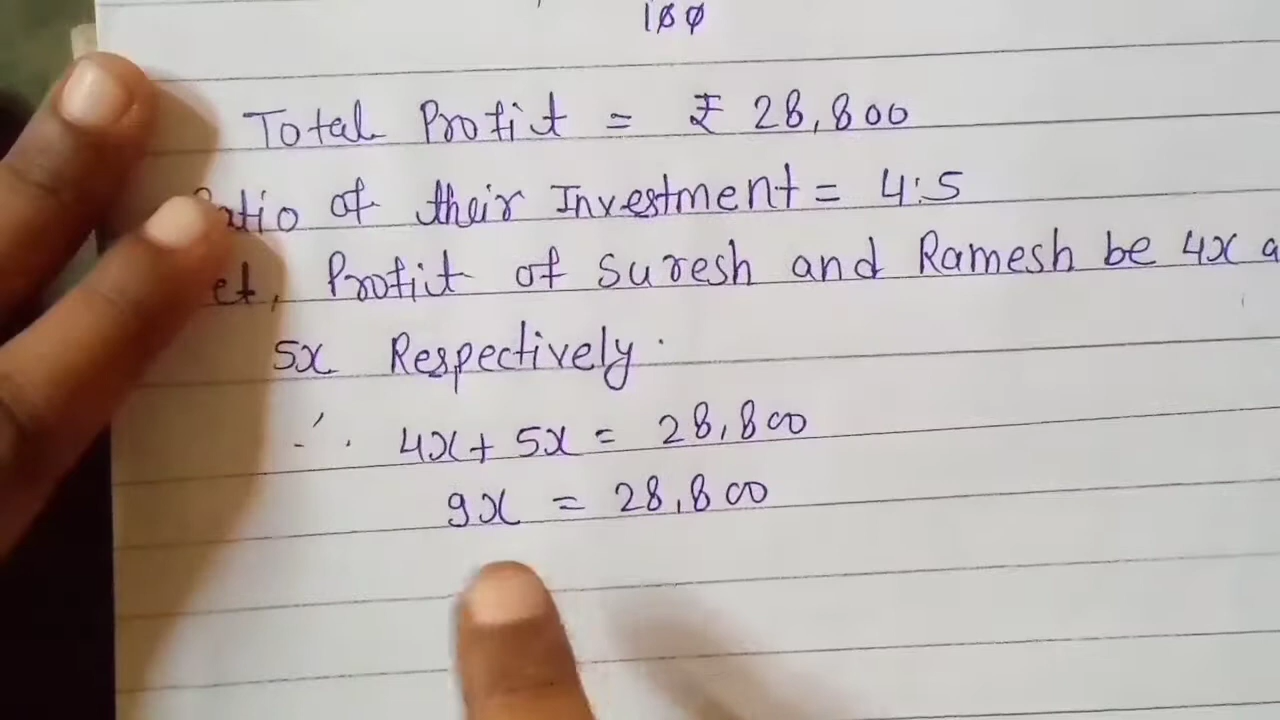 100
Total Profit = ₹ 28,800
Ratio of their Investment = 4:5
et, Profit of Suresh and Ramesh be 4x a
5x Respectively.
∴ 4x + 5x = 28,800
9x = 28,800